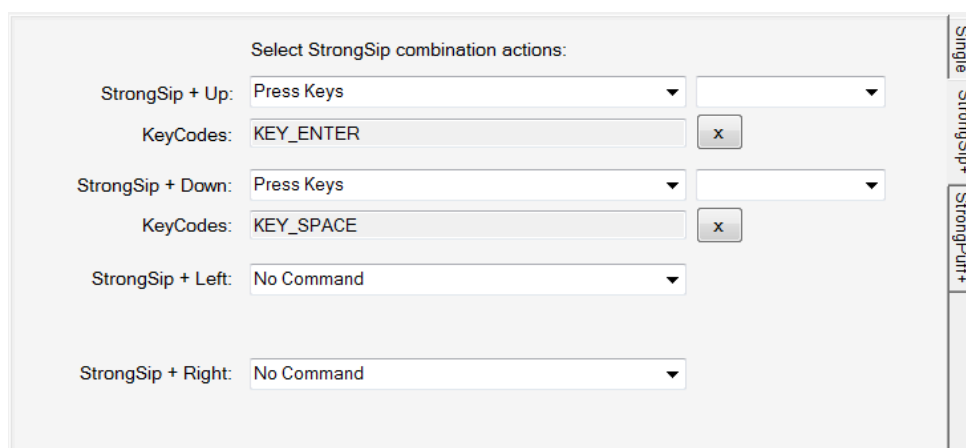 Select StrongSip combination actions:
StrongSip + Up: Press Keys
KeyCodes: KEY_ENTER x
StrongSip + Down: Press Keys
KeyCodes: KEY_SPACE x
StrongSip + Left: No Command
StrongSip + Right: No Command
Single
StrongSip+
StrongPuff+